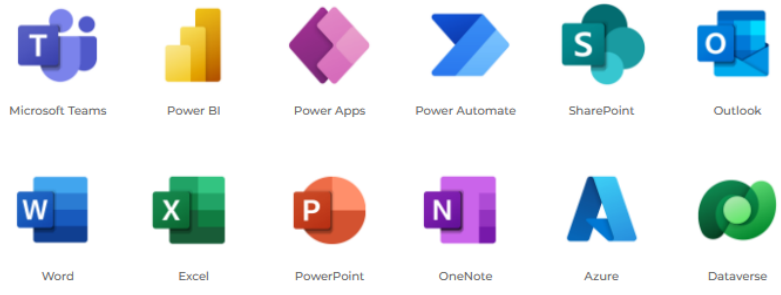 T
S
O
Microsoft Teams
Power BI
Power Apps
Power Automate
SharePoint
Outlook
W
X
P
N
Word
Excel
PowerPoint
OneNote
Azure
Dataverse